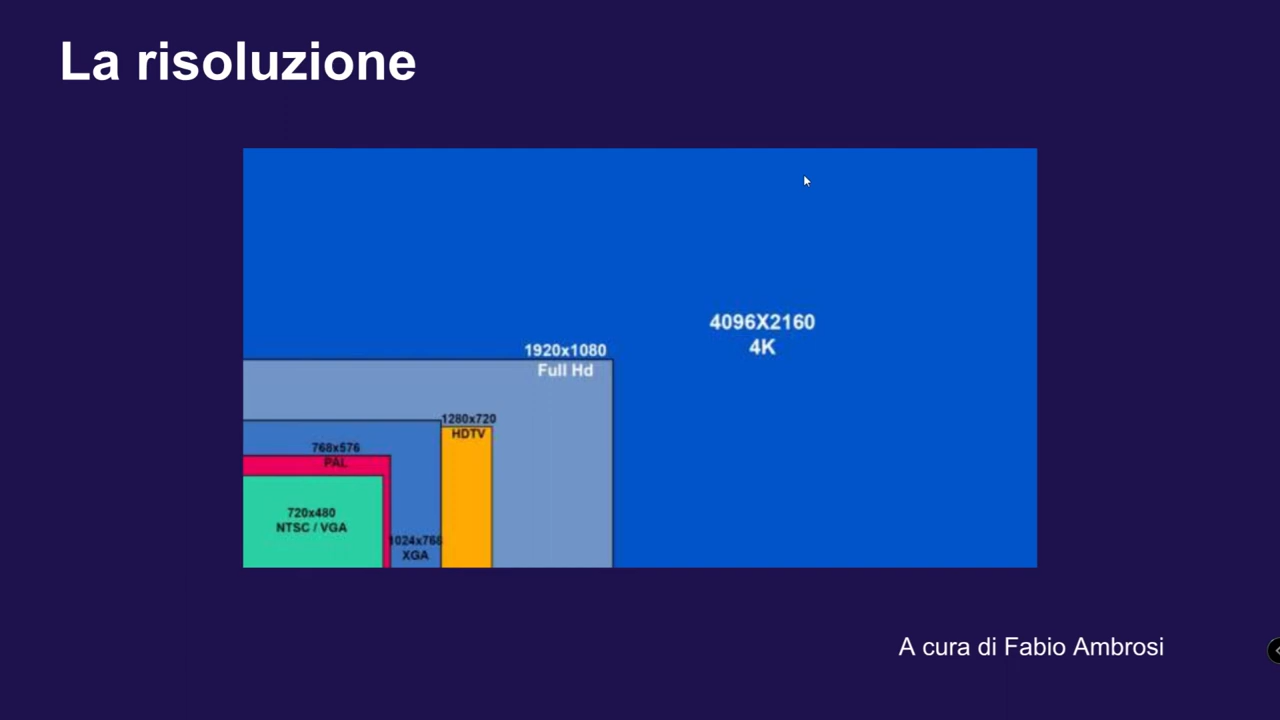 La risoluzione
4096X2160
4K
1920x1080
Full Hd
1280x720
HDTV
768x576
PAL
720x480
NTSC / VGA
1024x768
XGA
A cura di Fabio Ambrosi